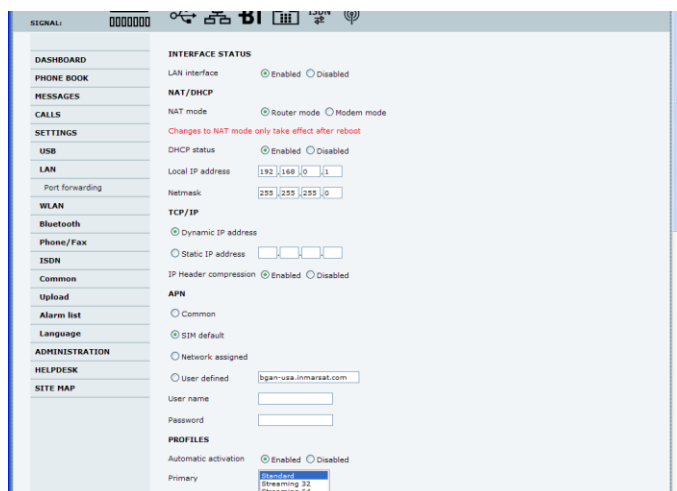 SIGNAL:
BT
ISDN
DASHBOARD
PHONE BOOK
MESSAGES
CALLS
SETTINGS
USB
LAN
Port forwarding
WLAN
Bluetooth
Phone/Fax
ISDN
Common
Upload
Alarm list
Language
ADMINISTRATION
HELPDESK
SITE MAP
INTERFACE STATUS
LAN interface Enabled Disabled
NAT/DHCP
NAT mode Router mode Modem mode
Changes to NAT mode only take effect after reboot
DHCP status Enabled Disabled
Local IP address 192 .168 .0 .1
Netmask 255 .255 .255 .0
TCP/IP
Dynamic IP address
Static IP address . . .
IP Header compression Enabled Disabled
APN
Common
SIM default
Network assigned
User defined bgan-usa.inmarsat.com
User name
Password
PROFILES
Automatic activation Enabled Disabled
Primary Standard
Streaming 32
Streaming 64